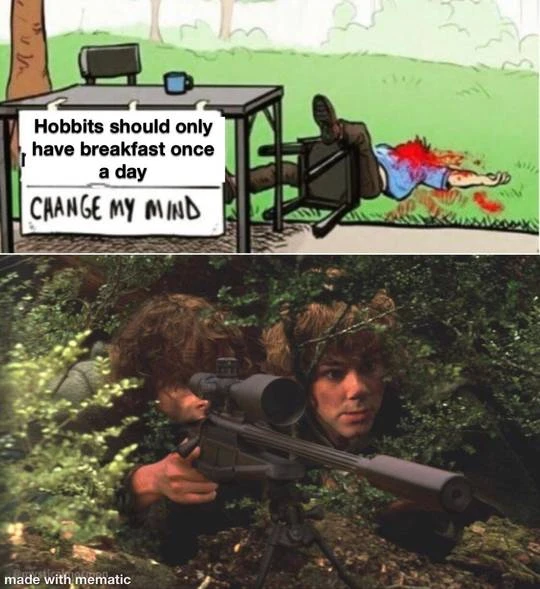 Hobbits should only
have breakfast once
a day
CHANGE MY MIND
made with mematic